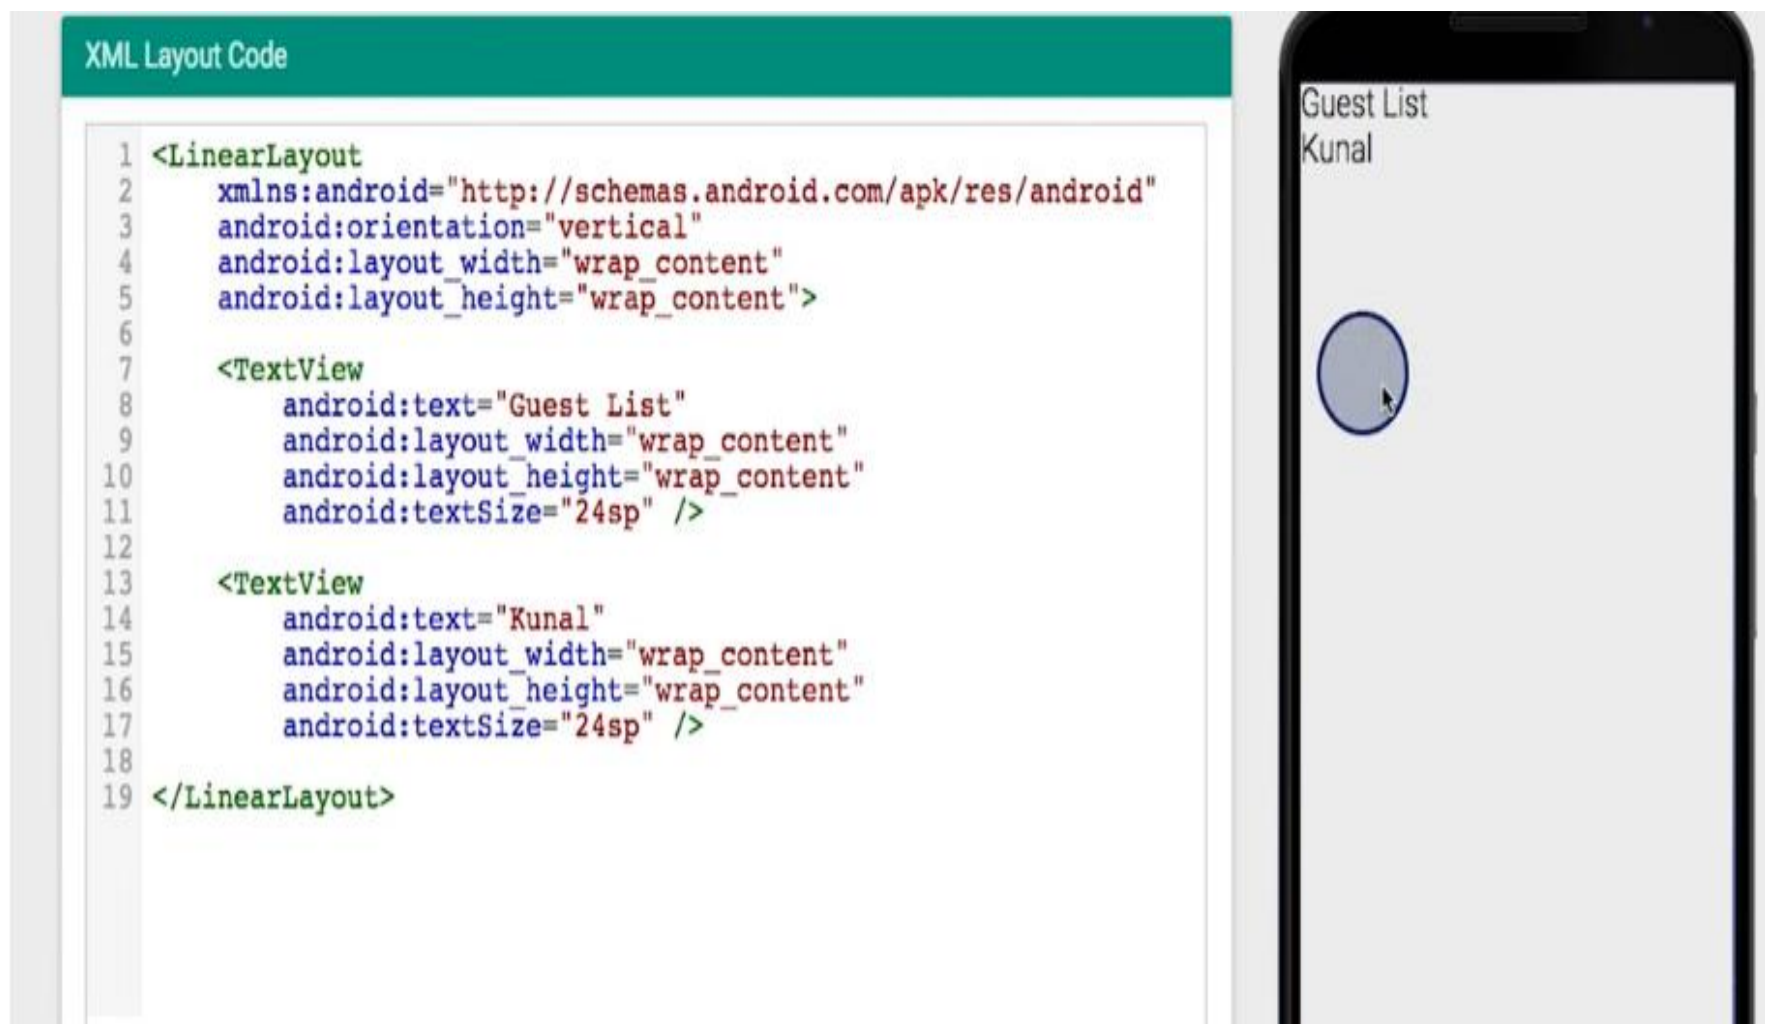 XML Layout Code
1 <LinearLayout
2 xmlns:android="http://schemas.android.com/apk/res/android"
3 android:orientation="vertical"
4 android:layout_width="wrap_content"
5 android:layout_height="wrap_content">
6
7 <TextView
8 android:text="Guest List"
9 android:layout_width="wrap_content"
10 android:layout_height="wrap_content"
11 android:textSize="24sp" />
12
13 <TextView
14 android:text="Kunal"
15 android:layout_width="wrap_content"
16 android:layout_height="wrap_content"
17 android:textSize="24sp" />
18
19 </LinearLayout>
Guest List
Kunal